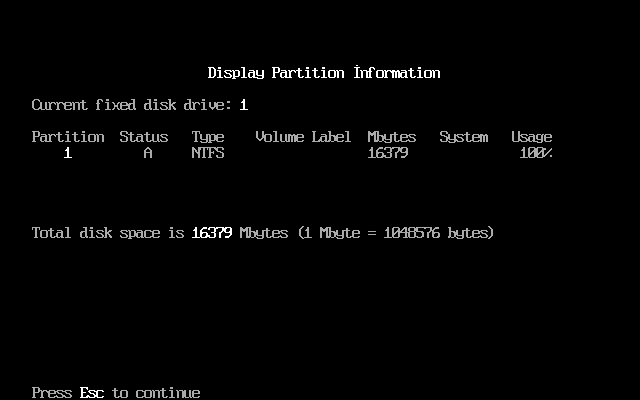 Display Partition Information
Current fixed disk drive: 1
Partition  Status  Type  Volume Label  Mbytes  System  Usage
1  A  NTFS  16379  100%
Total disk space is 16379 Mbytes (1 Mbyte = 1048576 bytes)
Press Esc to continue